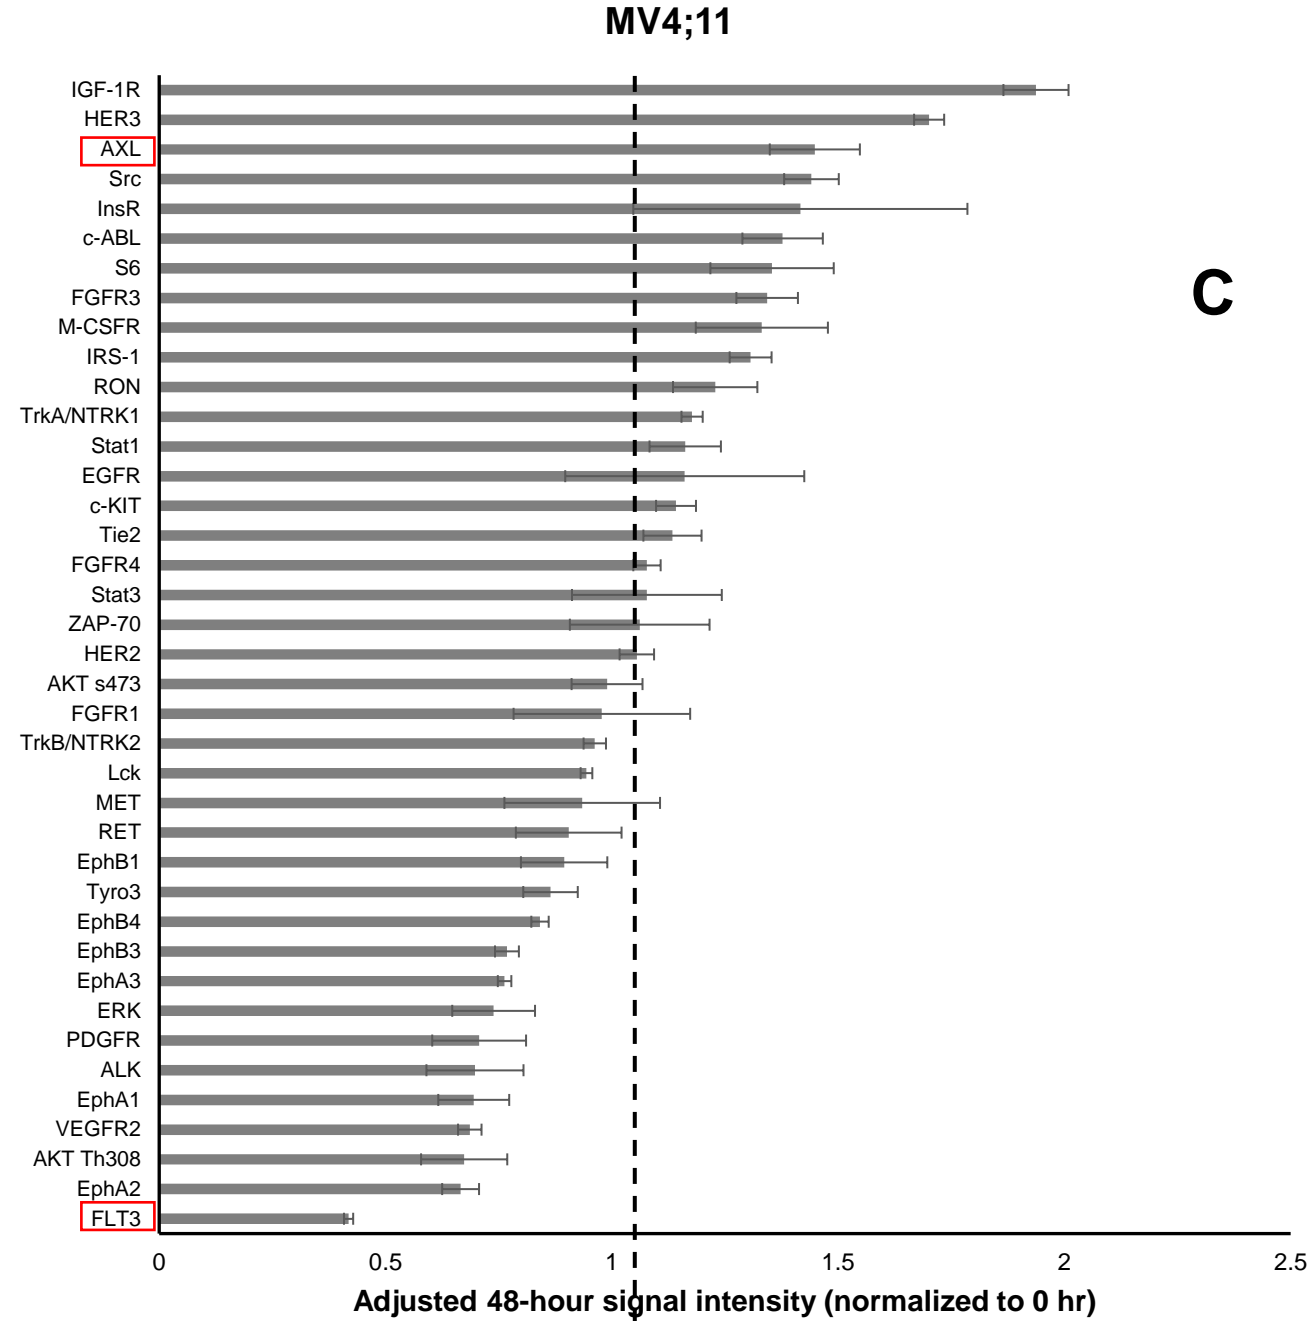 MV4;11
IGF-1R
HER3
AXL
Src
InsR
c-ABL
S6
C
FGFR3
M-CSFR
IRS-1
RON
TrkA/NTRK1
Stat1
EGFR
c-KIT
Tie2
FGFR4
Stat3
ZAP-70
HER2
AKT s473
FGFR1
TrkB/NTRK2
Lck
MET
RET
EphB1
Tyro3
EphB4
EphB3
EphA3
ERK
PDGFR
ALK
EphA1
VEGFR2
AKT Th308
EphA2
FLT3
0 0.5 1 1.5 2 2.5
Adjusted 48-hour signal intensity (normalized to 0 hr)